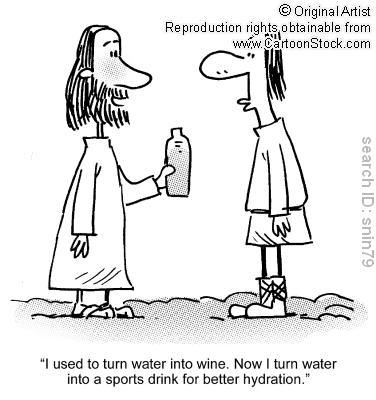 © Original Artist
Reproduction rights obtainable from
www.CartoonStock.com
search ID: snin79
“I used to turn water into wine. Now I turn water
into a sports drink for better hydration.”